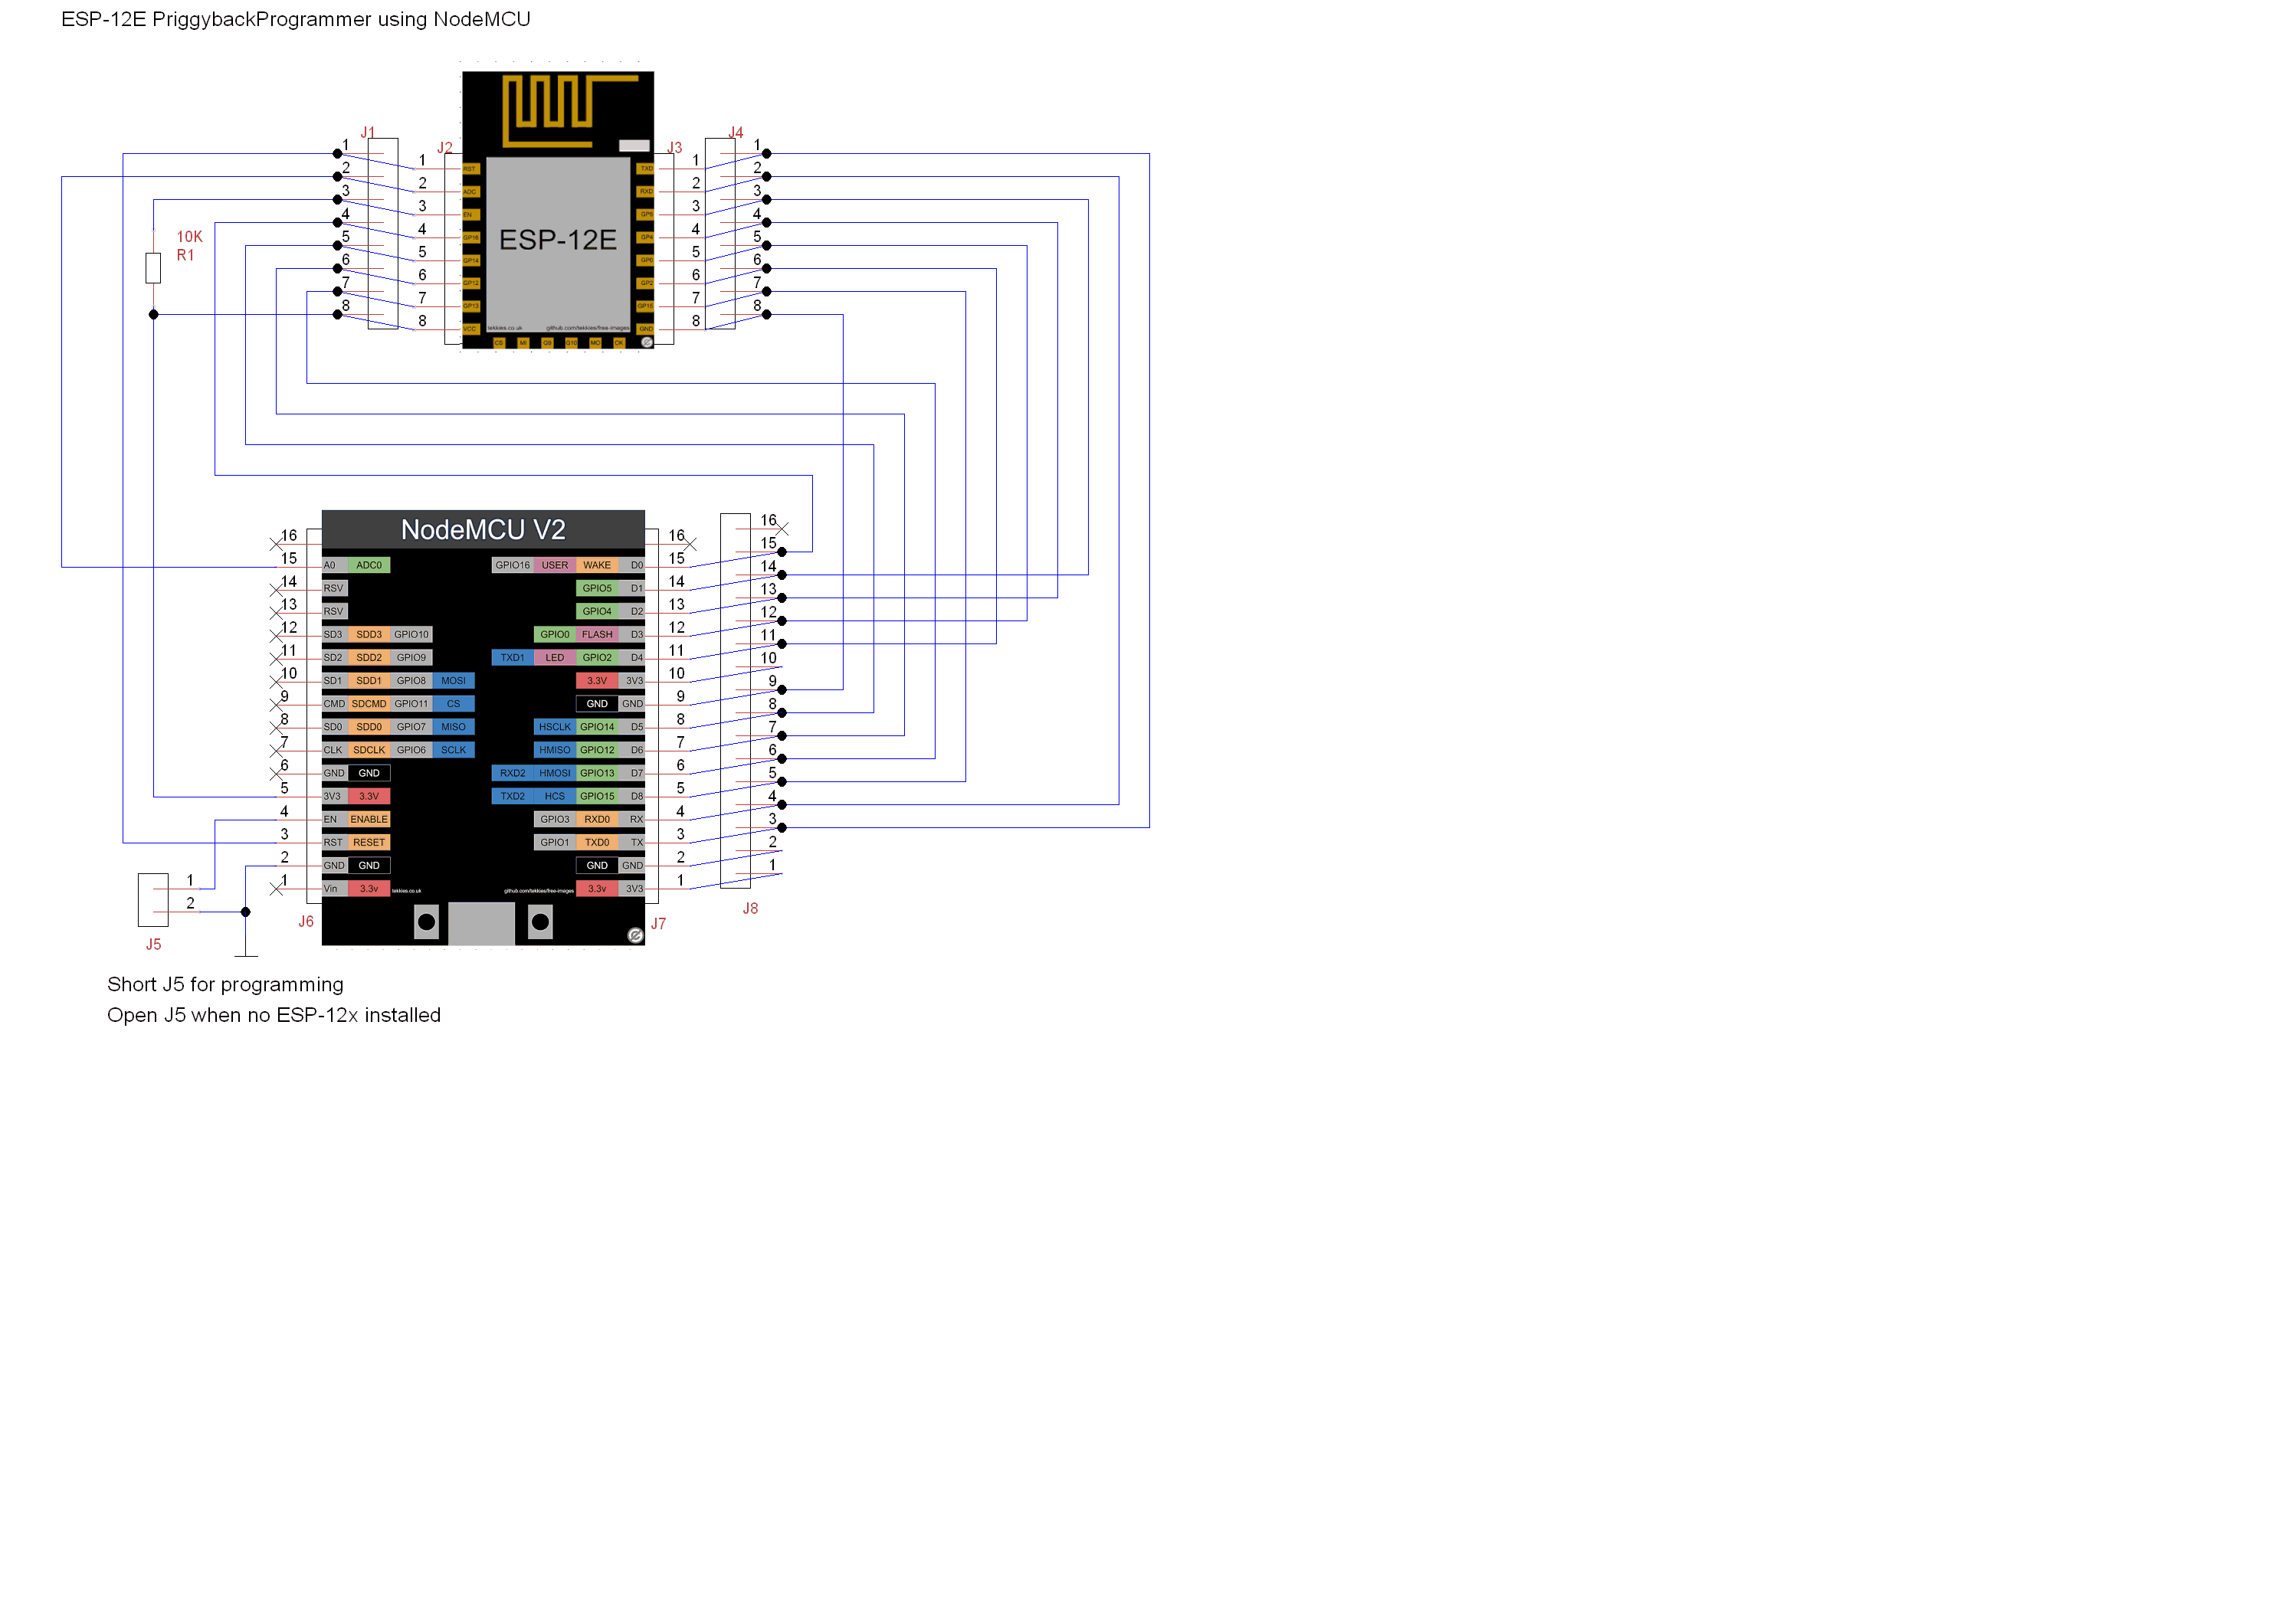 ESP-12E PriggybackProgrammer using NodeMCU
J1
J2
J3
J4
1
2
3
4
5
6
7
8
1
2
3
4
5
6
7
8
RST
ADC
EN
GP16
GP14
GP12
GP13
VCC
ESP-12E
tekkies.co.uk
github.com/tekkies/free-images
CS
MI
G9
G10
MO
CK
TXD
RXD
GP5
GP4
GP0
GP2
GP15
GND
1
2
3
4
5
6
7
8
1
2
3
4
5
6
7
8
10K
R1
NodeMCU V2
16
16
16
15 A0 ADC0 GPIO16 USER WAKE D0 15
15
14 RSV GPIO5 D1 14
14
13 RSV GPIO4 D2 13
13
12 SD3 SDD3 GPIO10 GPIO0 FLASH D3 12
12
11 SD2 SDD2 GPIO9 TXD1 LED GPIO2 D4 11
11
10 SD1 SDD1 GPIO8 MOSI 3.3V 3V3 10
10
9 CMD SDCMD GPIO11 CS GND GND 9
9
8 SD0 SDD0 GPIO7 MISO HSCLK GPIO14 D5 8
8
7 CLK SDCLK GPIO6 SCLK HMISO GPIO12 D6 7
7
6 GND GND RXD2 HMOSI GPIO13 D7 6
6
5 3V3 3.3V TXD2 HCS GPIO15 D8 5
5
4 EN ENABLE GPIO3 RXD0 RX 4
4
3 RST RESET GPIO1 TXD0 TX 3
3
2 GND GND GND GND 2
2
1 Vin 3.3v tekkies.co.uk github.com/tekkies/free-images 3.3v 3V3 1
1
1
2
J5
J6
J7
J8
Short J5 for programming
Open J5 when no ESP-12x installed